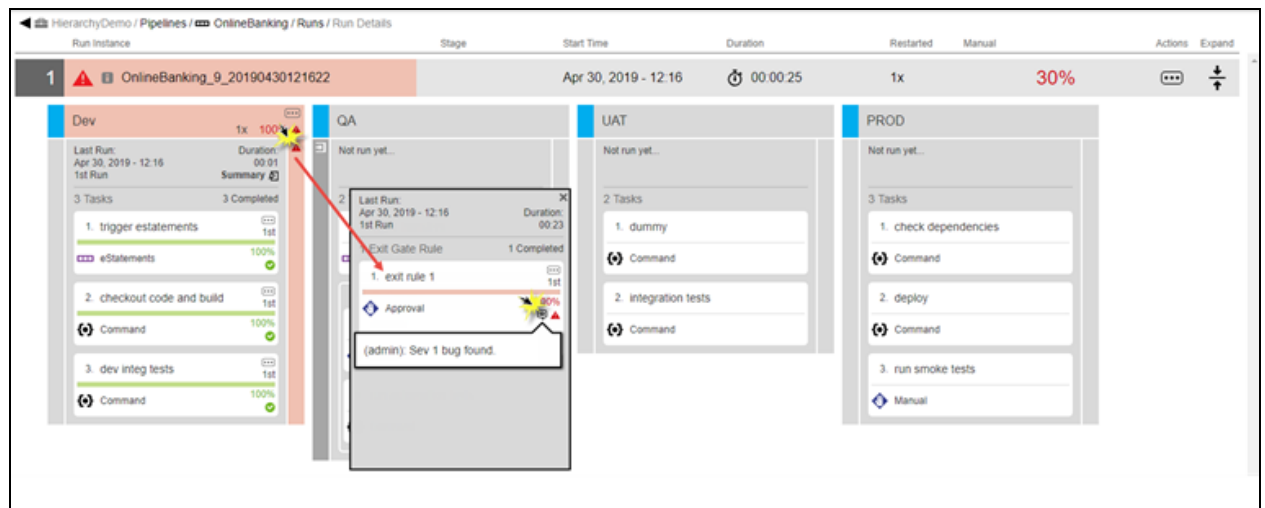 HierarchyDemo / Pipelines / OnlineBanking / Runs / Run Details
Run Instance Stage Start Time Duration Restarted Manual Actions Expand
1 OnlineBanking_9_20190430121622 Apr 30, 2019 - 12:16 00:00:25 1x 30%
Dev
1x 100%
Last Run: Duration:
Apr 30, 2019 - 12:16 00:01
1st Run Summary
3 Tasks 3 Completed
1. trigger estatements 1st
eStatements 100%
2. checkout code and build 1st
Command 100%
3. dev integ tests 1st
Command 100%
QA
Not run yet...
2
Last Run:
Apr 30, 2019 - 12:16 Duration:
1st Run 00:23
Exit Gate Rule 1 Completed
1. exit rule 1 1st
Approval
(admin): Sev 1 bug found.
UAT
Not run yet...
2 Tasks
1. dummy
Command
2. integration tests
Command
PROD
Not run yet...
3 Tasks
1. check dependencies
Command
2. deploy
Command
3. run smoke tests
Manual